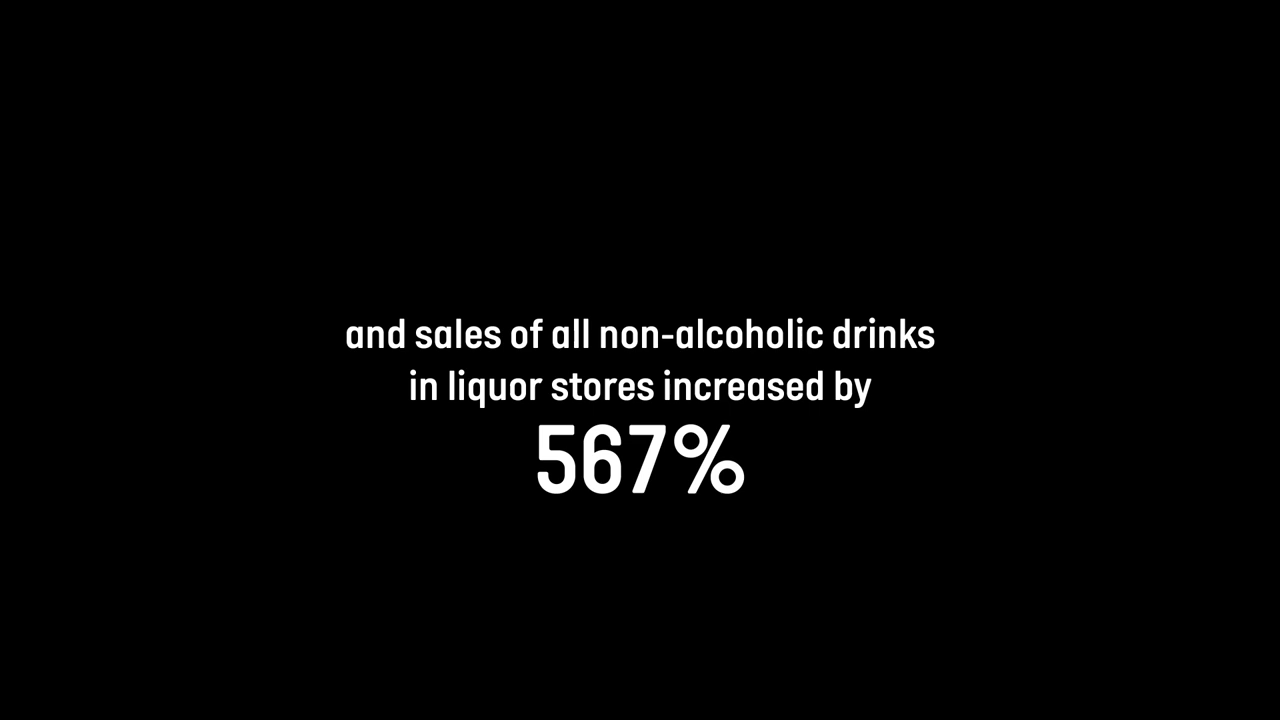 and sales of all non-alcoholic drinks
in liquor stores increased by
567%